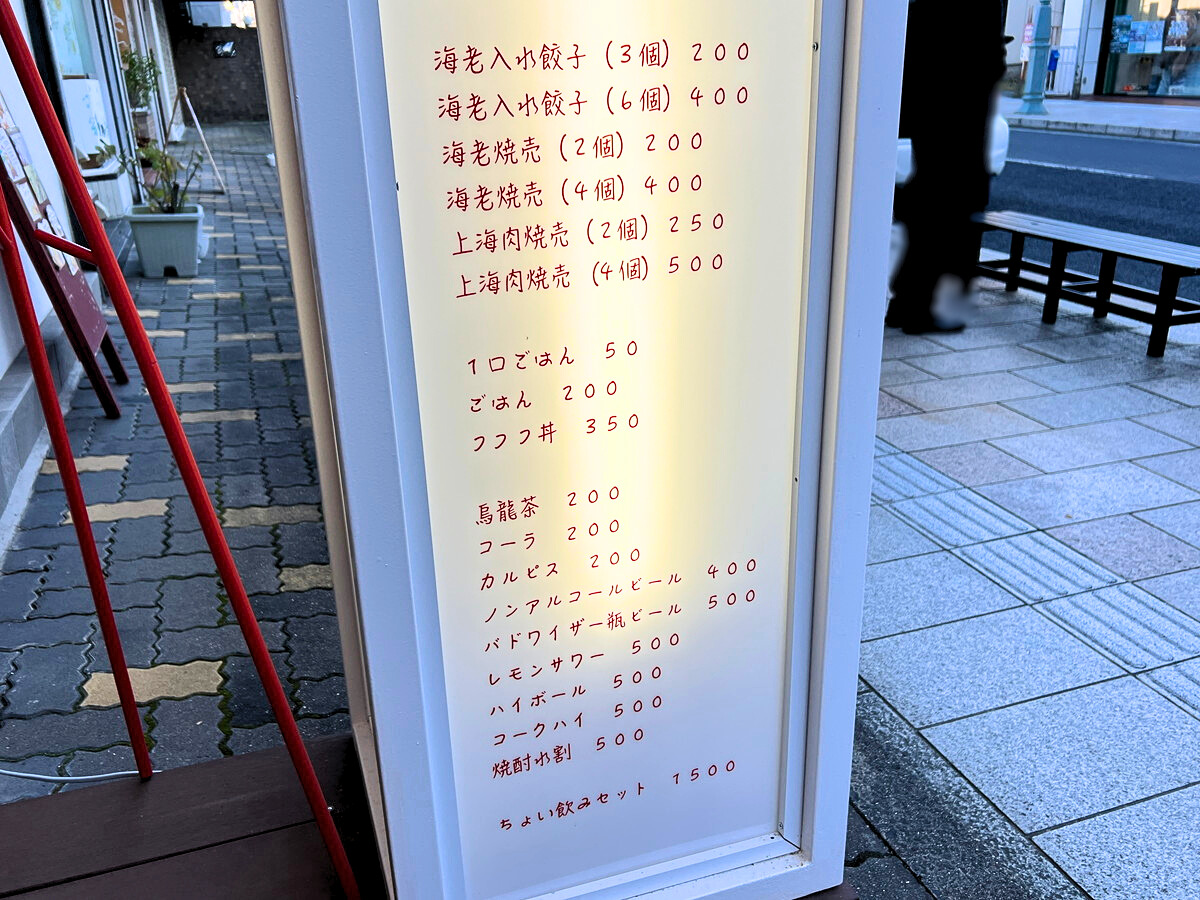 海老入水餃子（3個）200
海老入水餃子（6個）400
海老焼売（2個）200
海老焼売（4個）400
上海肉焼売（2個）250
上海肉焼売（4個）500
1口ごはん 50
ごはん 200
フフフ丼 350
烏龍茶 200
コーラ 200
カルピス 200
ノンアルコールビール 400
バドワイザー瓶ビール 500
レモンサワー 500
ハイボール 500
コークハイ 500
焼酎水割 500
ちょい飲みセット 1500